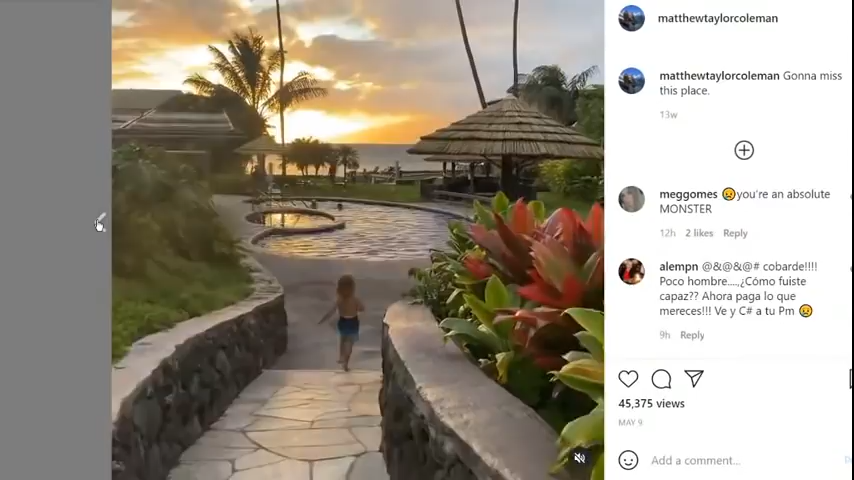 matthewtaylorcoleman
matthewtaylorcoleman Gonna miss
this place.
13w
meggomes 😢you're an absolute
MONSTER
12h 2 likes Reply
alempn @&@&@# cobarde!!!!
Poco hombre....,¿Cómo fuiste
capaz?? Ahora paga lo que
mereces!!! Ve y C# a tu Pm 😢
9h Reply
45,375 views
MAY 9
Add a comment...